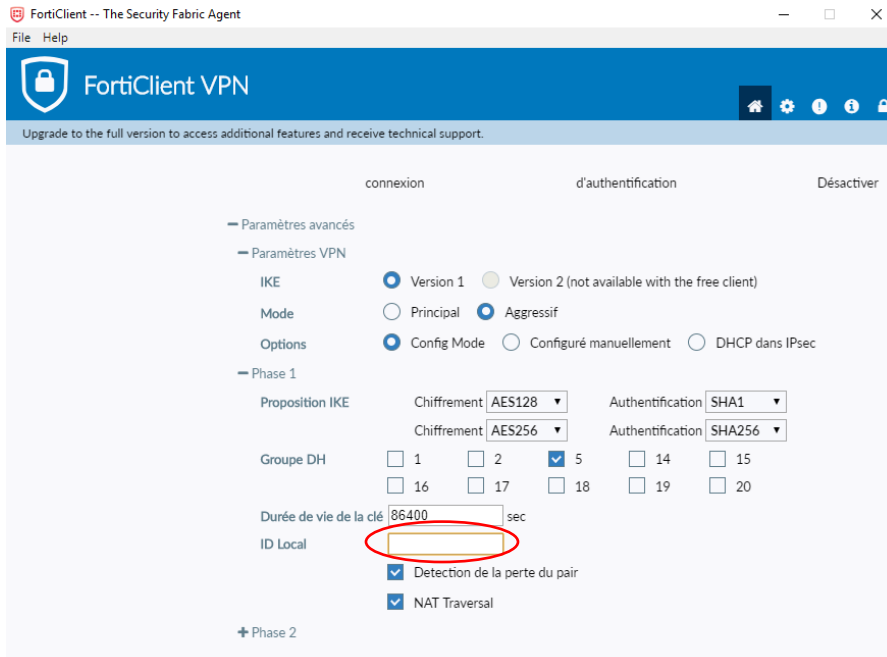 FortiClient -- The Security Fabric Agent
File Help
FortiClient VPN
Upgrade to the full version to access additional features and receive technical support.
connexion d'authentification Désactiver
Paramètres avancés
Paramètres VPN
IKE Version 1 Version 2 (not available with the free client)
Mode Principal Aggressif
Options Config Mode Configuré manuellement DHCP dans IPsec
Phase 1
Proposition IKE Chiffrement AES128 Authentification SHA1
Chiffrement AES256 Authentification SHA256
Groupe DH 1 2 5 14 15
16 17 18 19 20
Durée de vie de la clé 86400 sec
ID Local
Detection de la perte du pair
NAT Traversal
Phase 2